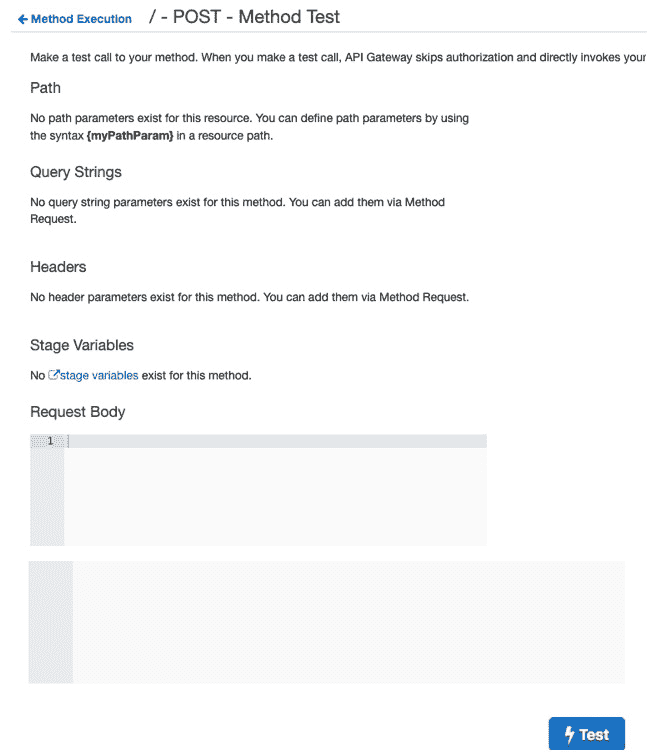 ← Method Execution / - POST - Method Test
Make a test call to your method. When you make a test call, API Gateway skips authorization and directly invokes your
Path
No path parameters exist for this resource. You can define path parameters by using
the syntax {myPathParam} in a resource path.
Query Strings
No query string parameters exist for this method. You can add them via Method
Request.
Headers
No header parameters exist for this method. You can add them via Method Request.
Stage Variables
No stage variables exist for this method.
Request Body
1
Test